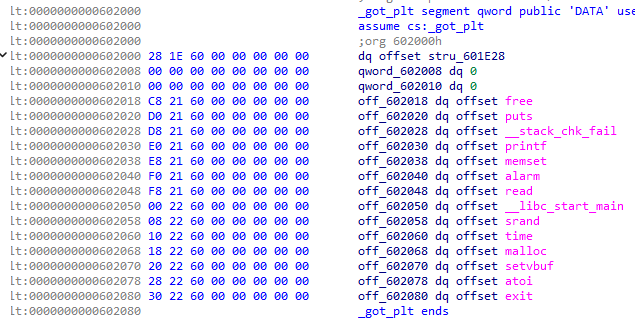 lt:0000000000602000 _got_plt segment qword public 'DATA' use
lt:0000000000602000 assume cs:_got_plt
lt:0000000000602000 ;org 602000h
lt:0000000000602000 28 1E 60 00 00 00 00 00 dq offset stru_601E28
lt:0000000000602008 00 00 00 00 00 00 00 00 qword_602008 dq 0
lt:0000000000602010 00 00 00 00 00 00 00 00 qword_602010 dq 0
lt:0000000000602018 C8 21 60 00 00 00 00 00 off_602018 dq offset free
lt:0000000000602020 D0 21 60 00 00 00 00 00 off_602020 dq offset puts
lt:0000000000602028 D8 21 60 00 00 00 00 00 off_602028 dq offset __stack_chk_fail
lt:0000000000602030 E0 21 60 00 00 00 00 00 off_602030 dq offset printf
lt:0000000000602038 E8 21 60 00 00 00 00 00 off_602038 dq offset memset
lt:0000000000602040 F0 21 60 00 00 00 00 00 off_602040 dq offset alarm
lt:0000000000602048 F8 21 60 00 00 00 00 00 off_602048 dq offset read
lt:0000000000602050 00 22 60 00 00 00 00 00 off_602050 dq offset __libc_start_main
lt:0000000000602058 08 22 60 00 00 00 00 00 off_602058 dq offset srand
lt:0000000000602060 10 22 60 00 00 00 00 00 off_602060 dq offset time
lt:0000000000602068 18 22 60 00 00 00 00 00 off_602068 dq offset malloc
lt:0000000000602070 20 22 60 00 00 00 00 00 off_602070 dq offset setvbuf
lt:0000000000602078 28 22 60 00 00 00 00 00 off_602078 dq offset atoi
lt:0000000000602080 30 22 60 00 00 00 00 00 off_602080 dq offset exit
lt:0000000000602080 _got_plt ends